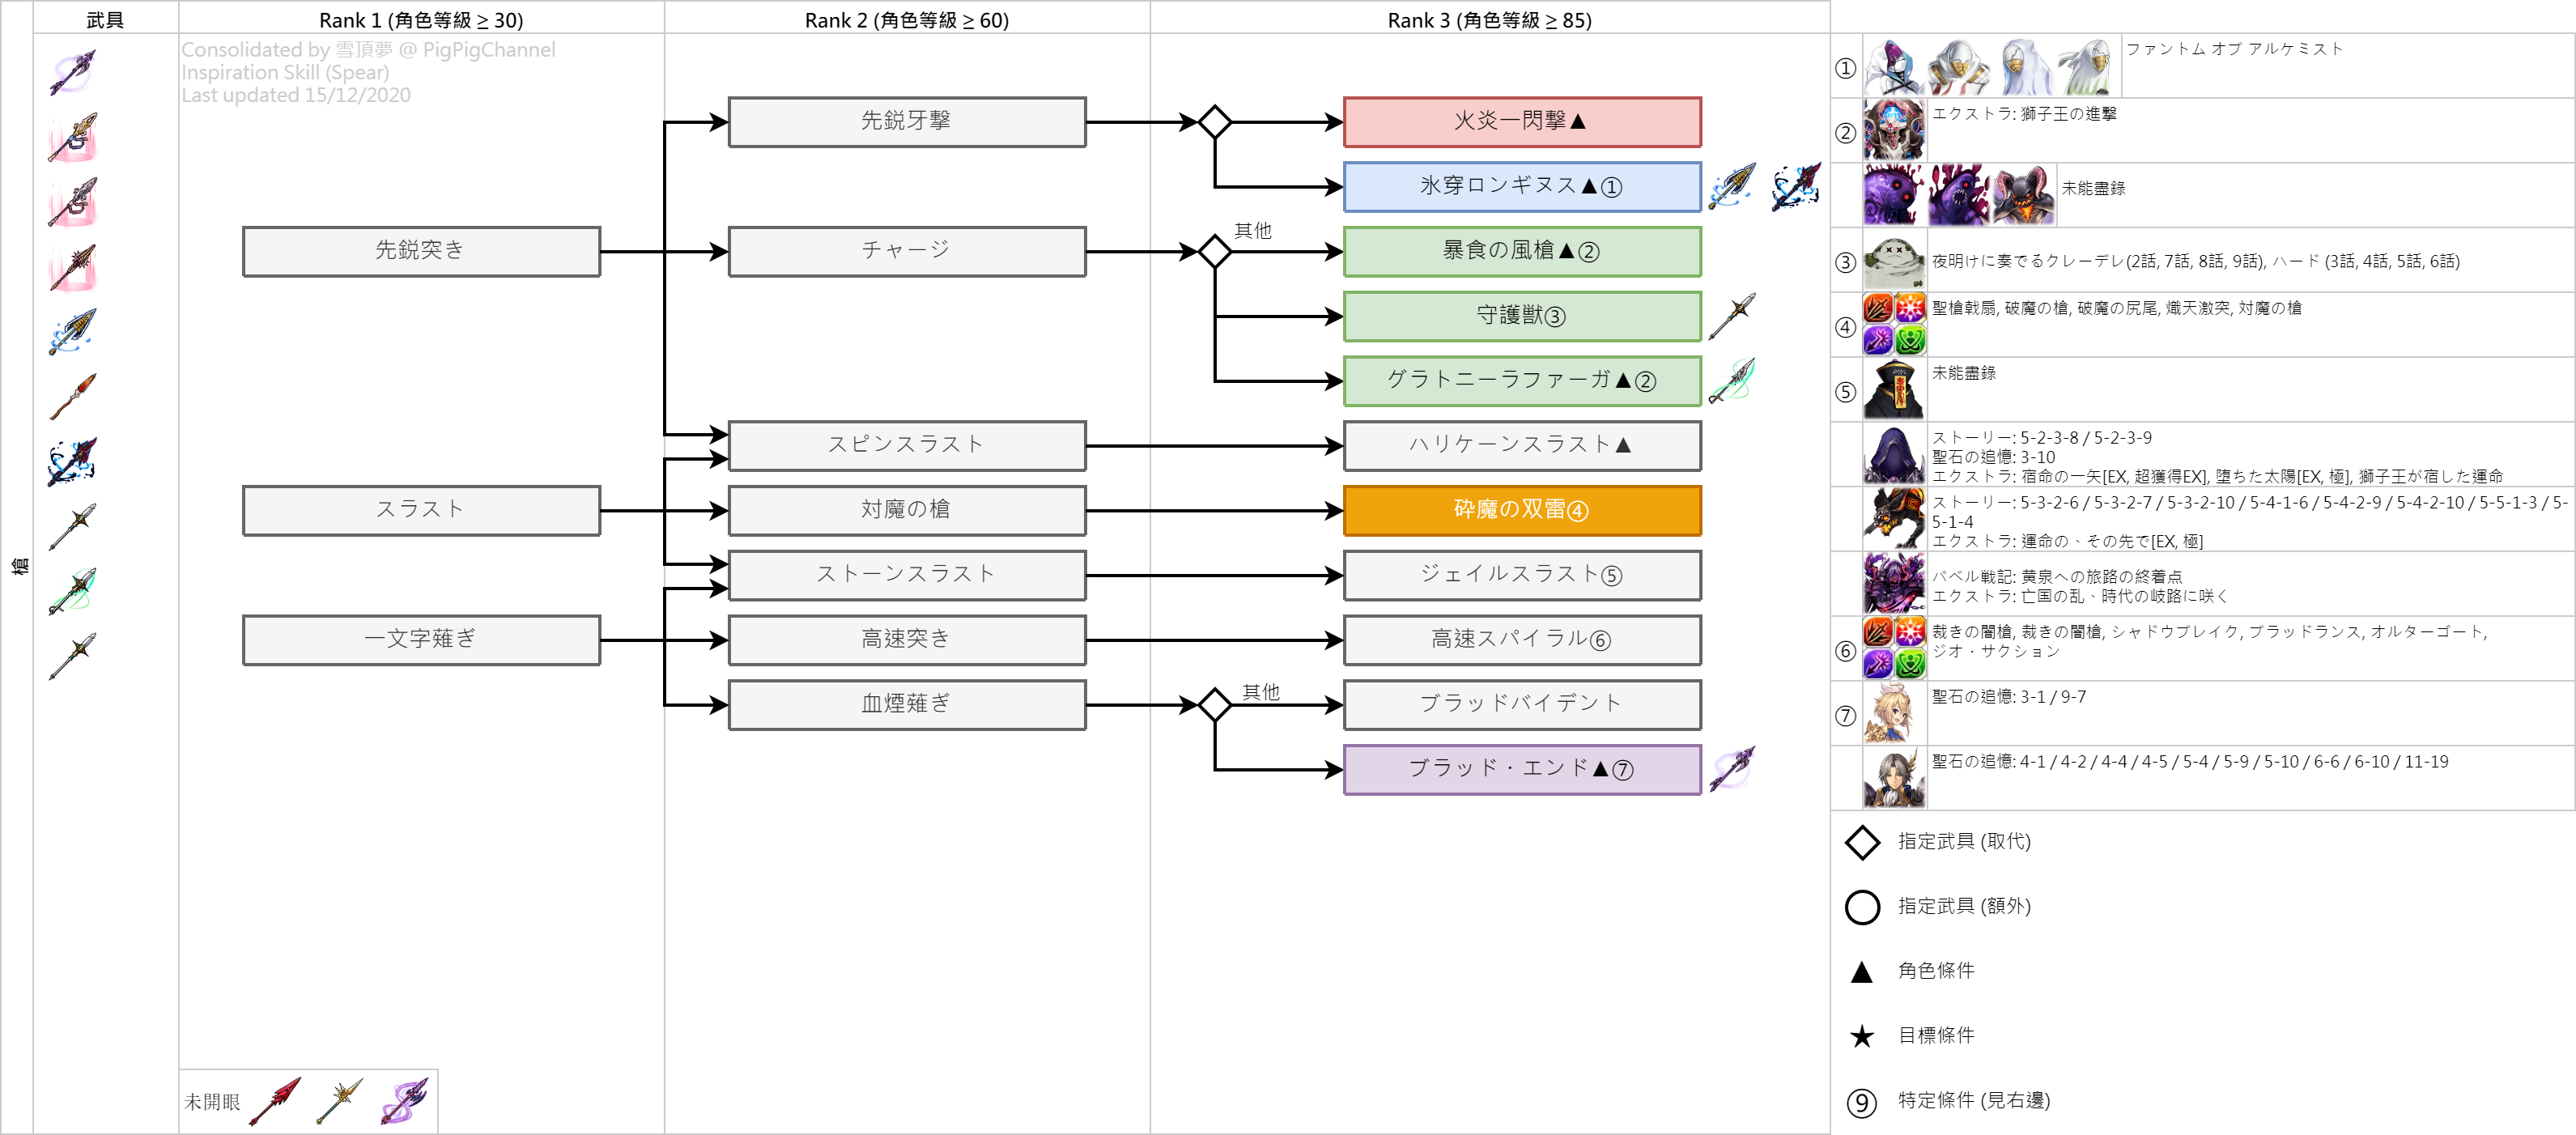 武具
Rank 1 (角色等級 ≥ 30)
Rank 2 (角色等級 ≥ 60)
Rank 3 (角色等級 ≥ 85)
Consolidated by 雪頂夢 @ PigPigChannel
Inspiration Skill (Spear)
Last updated 15/12/2020
槍
先鋭突き
スラスト
一文字薙ぎ
先鋭牙撃
チャージ
スピンスラスト
対魔の槍
ストーンスラスト
高速突き
血煙薙ぎ
火炎一閃撃▲
氷穿ロンギヌス▲①
其他
暴食の風槍▲②
守護獣③
グラトニーラファーガ▲②
ハリケーンスラスト▲
砕魔の双雷④
ジェイルスラスト⑤
高速スパイラル⑥
其他
ブラッドバイデント
ブラッド・エンド▲⑦
未開眼
①
ファントム オブ アルケミスト
②
エクストラ: 獅子王の進撃
未能盡錄
③
夜明けに奏でるクレーデレ(2話, 7話, 8話, 9話), ハード (3話, 4話, 5話, 6話)
④
聖槍戟扇, 破魔の槍, 破魔の尻尾, 熾天激突, 対魔の槍
⑤
未能盡錄
ストーリー: 5-2-3-8 / 5-2-3-9
聖石の追憶: 3-10
エクストラ: 宿命の一矢[EX, 超獲得EX], 堕ちた太陽[EX, 極], 獅子王が宿した運命
ストーリー: 5-3-2-6 / 5-3-2-7 / 5-3-2-10 / 5-4-1-6 / 5-4-2-9 / 5-4-2-10 / 5-5-1-3 / 5-
5-1-4
エクストラ: 運命の、その先で[EX, 極]
バベル戦記: 黄泉への旅路の終着点
エクストラ: 亡国の乱、時代の岐路に咲く
⑥
裁きの闇槍, 裁きの闇槍, シャドウブレイク, ブラッドランス, オルターゴート,
ジオ・サクション
⑦
聖石の追憶: 3-1 / 9-7
聖石の追憶: 4-1 / 4-2 / 4-4 / 4-5 / 5-4 / 5-9 / 5-10 / 6-6 / 6-10 / 11-19
指定武具 (取代)
指定武具 (額外)
▲ 角色條件
★ 目標條件
⑨ 特定條件 (見右邊)